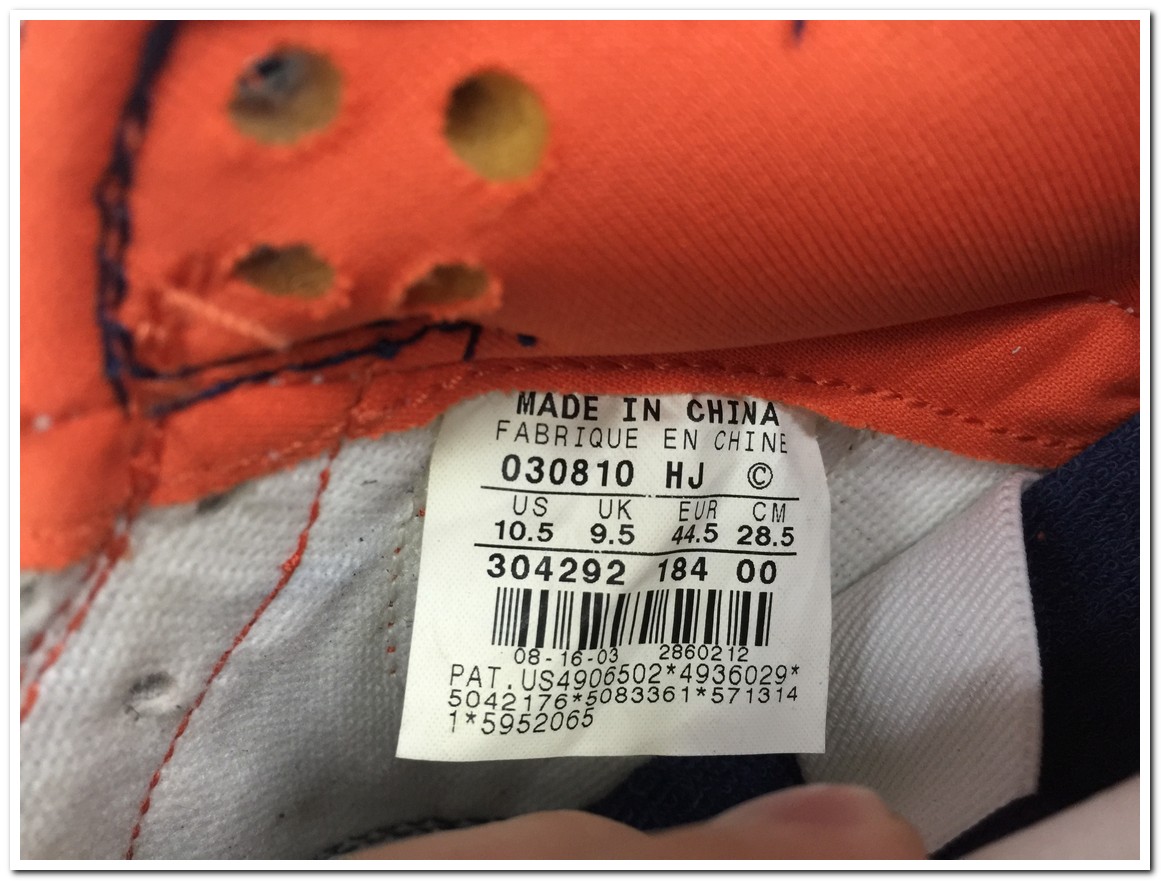 MADE IN CHINA
FABRIQUE EN CHINE
030810 HJ ©
US UK EUR CM
10.5 9.5 44.5 28.5
304292 184 00
08-16-03 2860212
PAT.US4906502*4936029*
5042176*5083361*571314
1*5952065